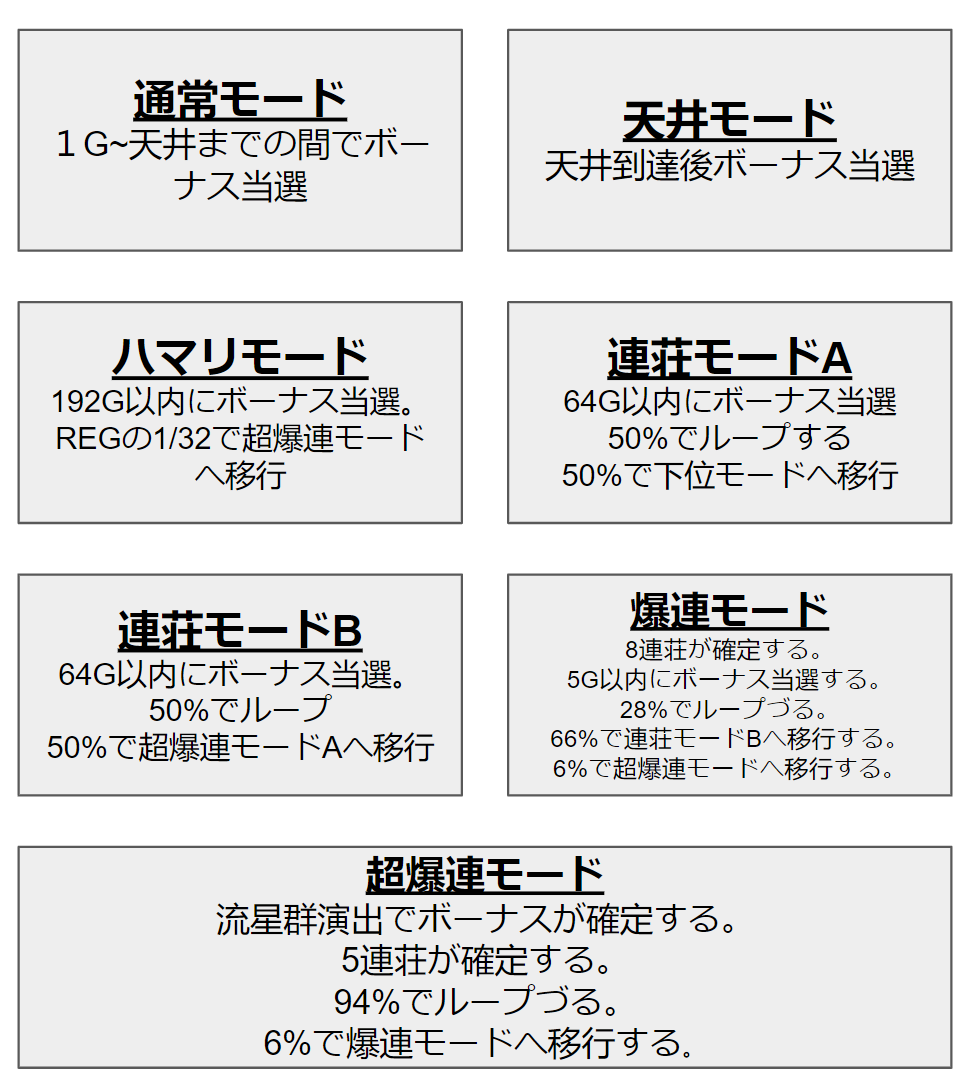 通常モード
１G~天井までの間でボー
ナス当選
天井モード
天井到達後ボーナス当選
ハマリモード
192G以内にボーナス当選。
REGの1/32で超爆連モード
へ移行
連荘モードA
64G以内にボーナス当選
50%でループする
50%で下位モードへ移行
連荘モードB
64G以内にボーナス当選。
50%でループ
50%で超爆連モードAへ移行
爆連モード
8連荘が確定する。
5G以内にボーナス当選する。
28%でループづる。
66%で連荘モードBへ移行する。
6%で超爆連モードへ移行する。
超爆連モード
流星群演出でボーナスが確定する。
5連荘が確定する。
94%でループづる。
6%で爆連モードへ移行する.